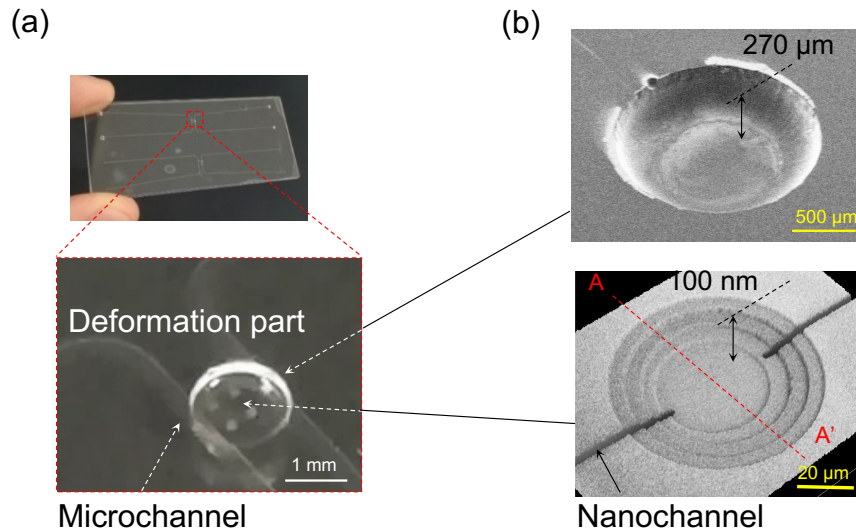 (a)
(b)
270 µm
500 µm
Deformation part
1 mm
Microchannel
A
100 nm
A'
20 µm
Nanochannel